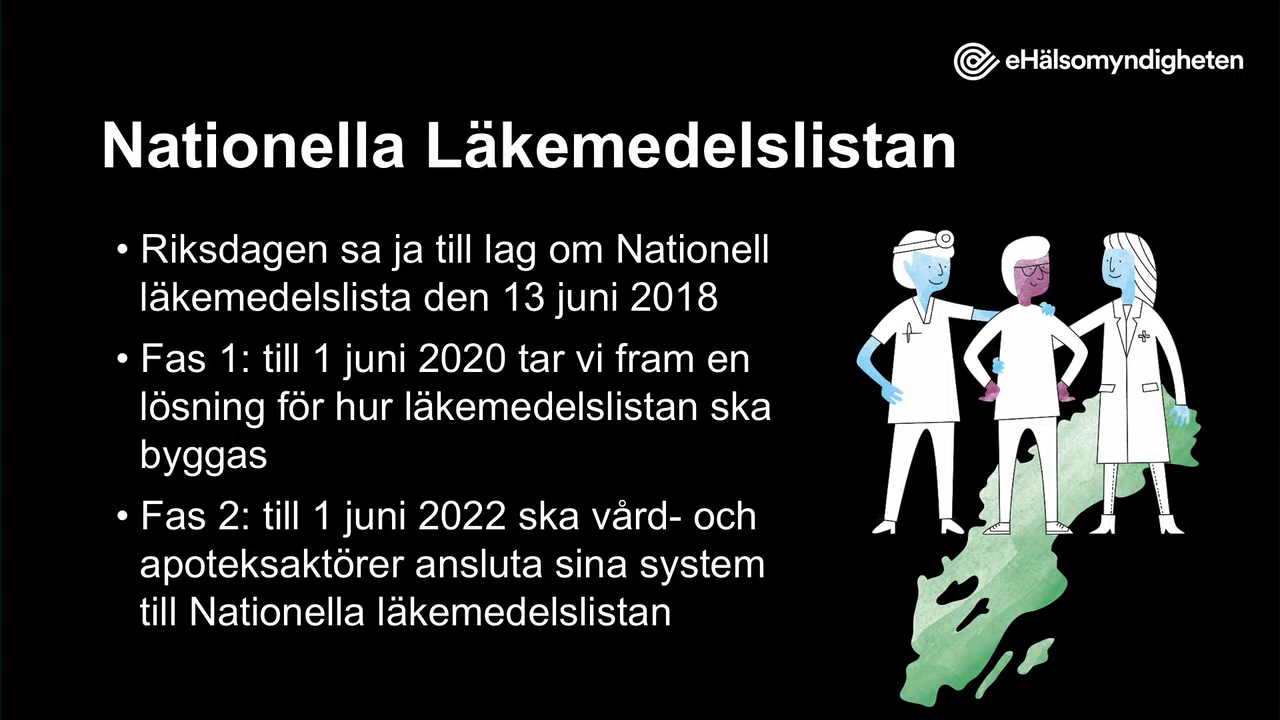 eHälsomyndigheten
Nationella Läkemedelslistan
• Riksdagen sa ja till lag om Nationell
läkemedelslista den 13 juni 2018
• Fas 1: till 1 juni 2020 tar vi fram en
lösning för hur läkemedelslistan ska
byggas
• Fas 2: till 1 juni 2022 ska vård- och
apoteksaktörer ansluta sina system
till Nationella läkemedelslistan